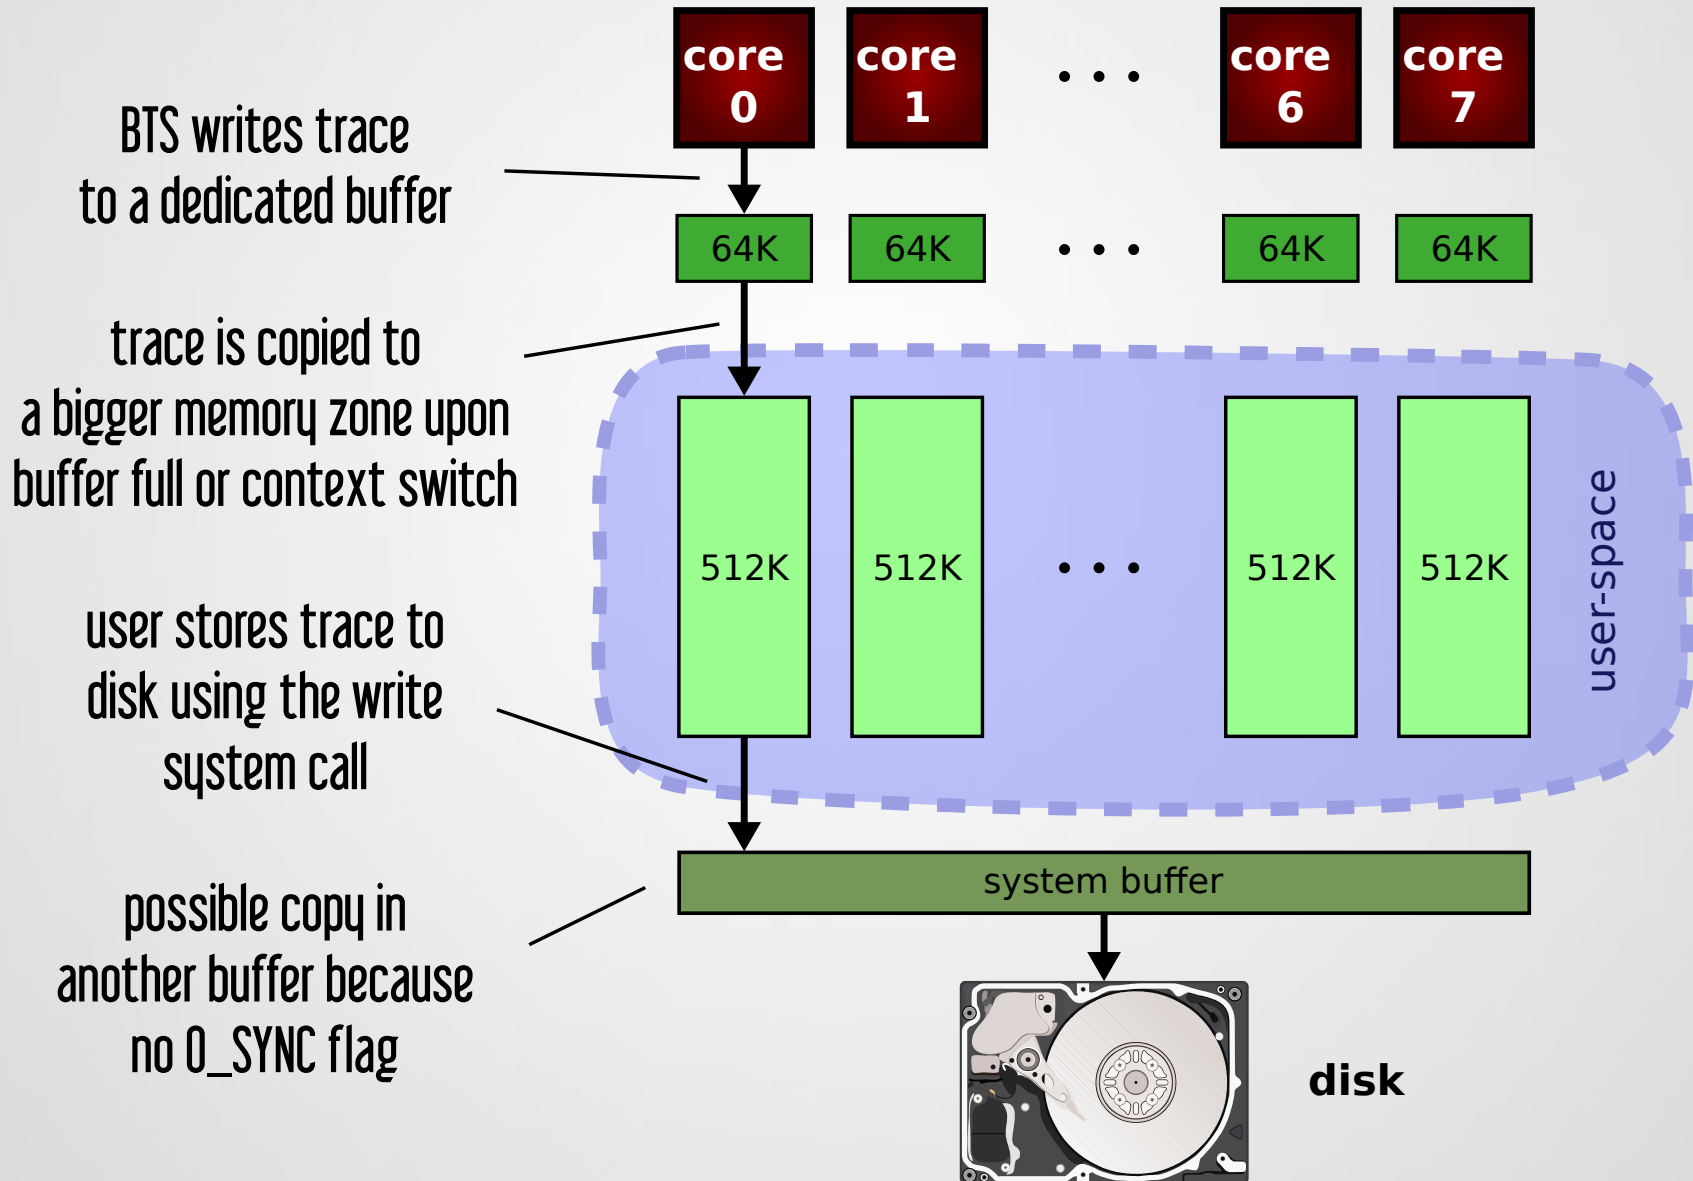 core 0
core 1
core 6
core 7
BTS writes trace
to a dedicated buffer
64K
64K
64K
64K
trace is copied to
a bigger memory zone upon
buffer full or context switch
512K
512K
512K
512K
user-space
user stores trace to
disk using the write
system call
system buffer
possible copy in
another buffer because
no O_SYNC flag
disk